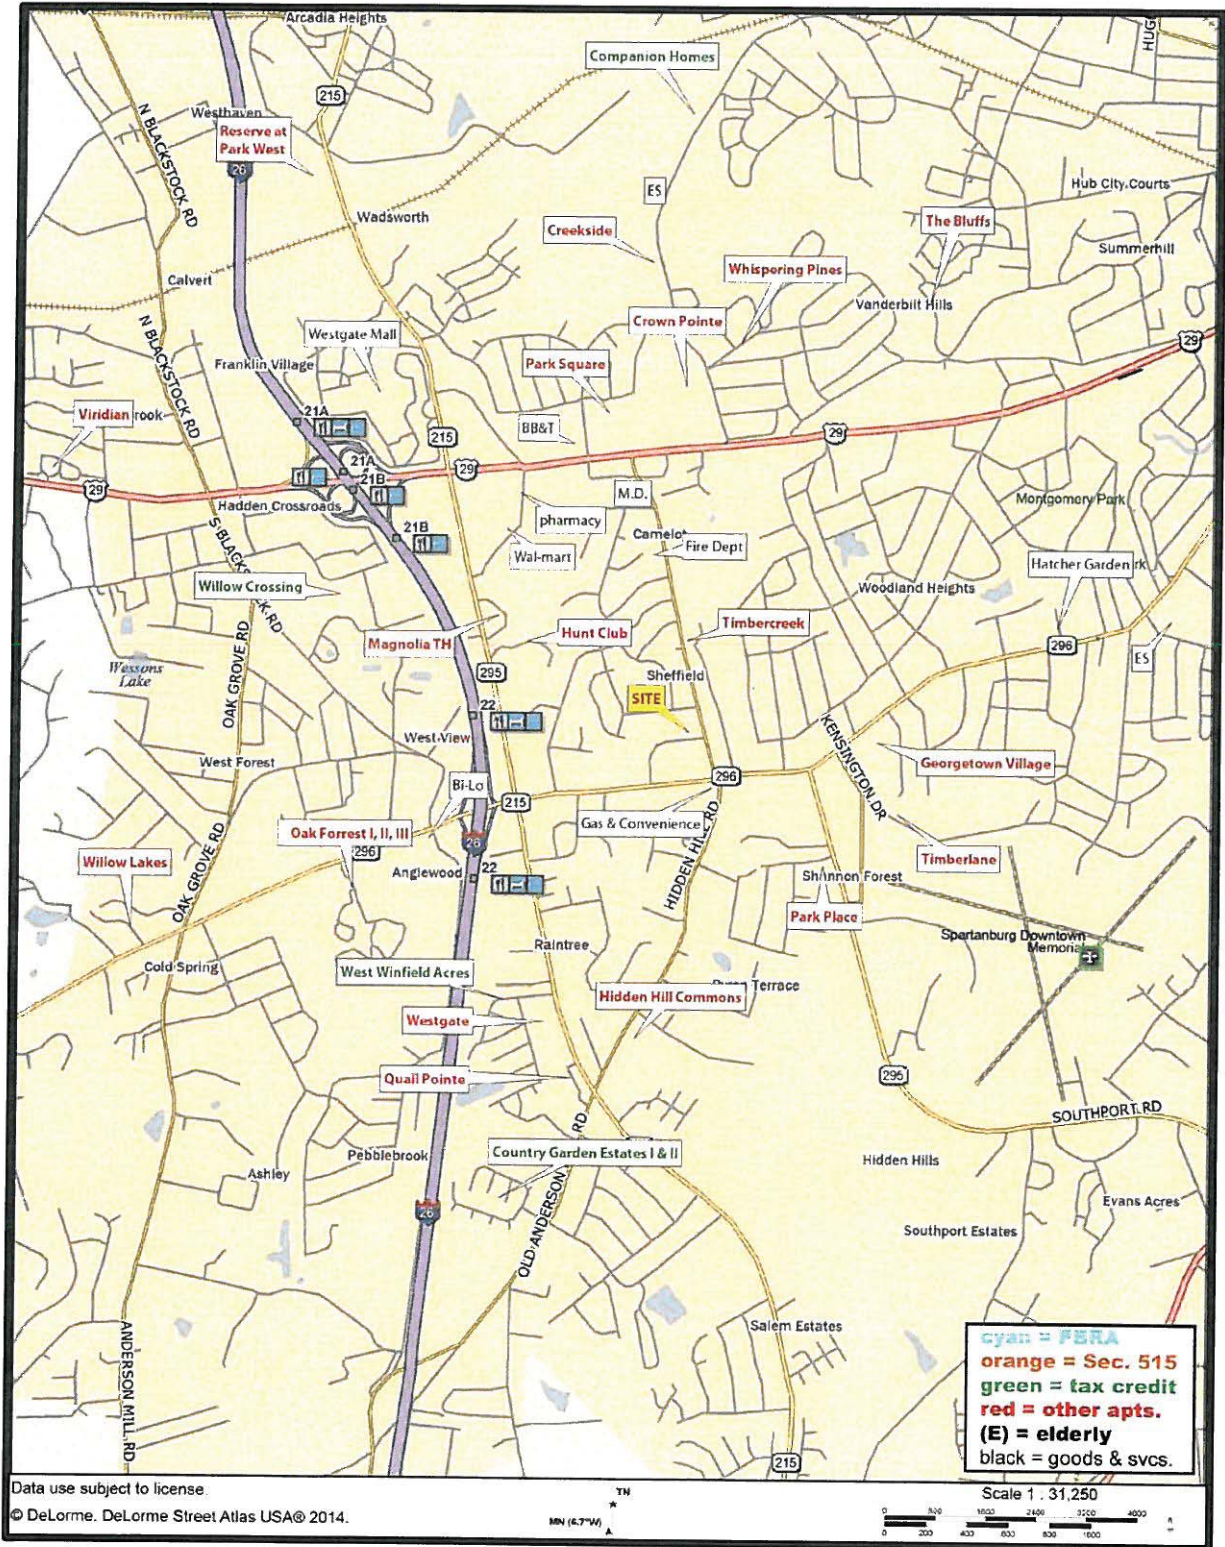 Arcadia Heights
Companion Homes
215
N BLACKSTOCK RD
Westhaven
Reserve at
Park West
26
ES
Hub City Courts
Wadsworth
The Bluffs
Creekside
Summerhill
Whispering Pines
Calvert
Vanderbilt Hills
Crown Pointe
N BLACKSTOCK RD
Westgate Mall
29
Franklin Village
Park Square
21A
Viridian
rook
BB&T
215
29
21A
29
21B
29
Hadden Crossroads
M.D.
Montgomery Park
pharmacy
21B
Camelot
Wal-mart
Fire Dept
Hatcher Garden
rk
Willow Crossing
Woodland Heights
Timbercreek
Magnolia TH
Hunt Club
296
ES
OAK GROVE RD
Wessons
Lake
295
Sheffield
SITE
22
West View
KENSINGTON DR
West Forest
Georgetown Village
296
Bi-Lo
215
Gas & Convenience
Oak Forrest I, II, III
26
296
Willow Lakes
OAK GROVE RD
Anglewood
22
HIDDEN HILL RD
Timberlane
Shannon Forest
Park Place
Raintree
Spartanburg Downtown
Memorial
Cold Spring
West Winfield Acres
Terrace
Hidden Hill Commons
Westgate
Quail Pointe
295
SOUTHPORT RD
RD
Country Garden Estates I & II
Pebblebrook
Hidden Hills
Ashley
Evans Acres
26
OLD ANDERSON
Southport Estates
Salem Estates
ANDERSON MILL RD
cyan = PBRA
orange = Sec. 515
green = tax credit
red = other apts.
(E) = elderly
black = goods & svcs.
215
Data use subject to license.
© DeLorme. DeLorme Street Atlas USA® 2014.
TN
MN (6.7°W)
Scale 1 : 31,250